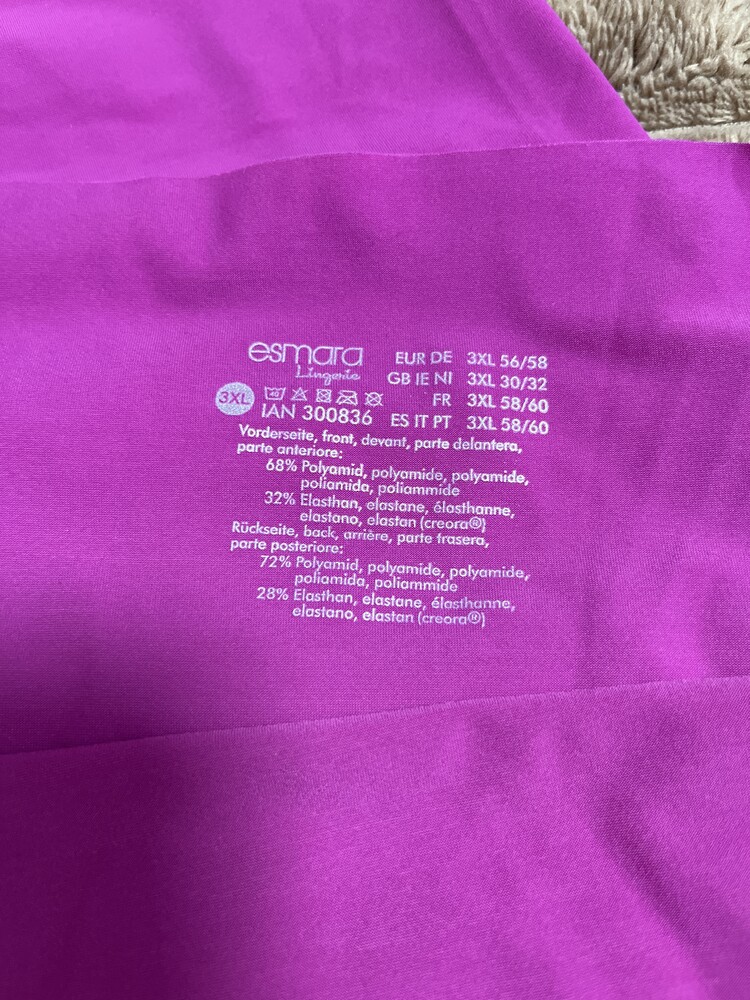 esmara
Lingerie
3XL
40
IAN 300836
EUR DE 3XL 56/58
GB IE NI 3XL 30/32
FR 3XL 58/60
ES IT PT 3XL 58/60
Vorderseite, front, devant, parte delantera,
parte anteriore:
68% Polyamid, polyamide, polyamide,
poliamida, poliammide
32% Elasthan, elastane, élasthanne,
elastano, elastan (creora®)
Rückseite, back, arrière, parte frasera,
parte posteriore:
72% Polyamid, polyamide, polyamide,
poliamida, poliammide
28% Elasthan, elastane, élasthanne,
elastano, elastan (creora®)